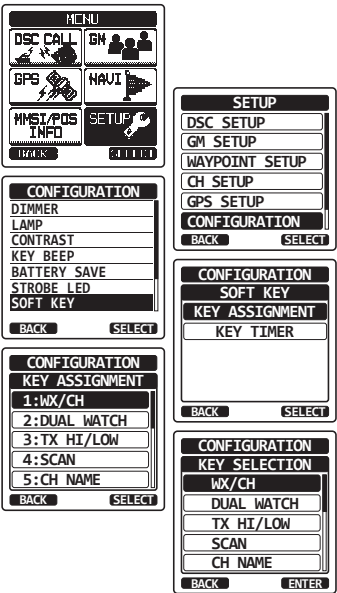 MENU
DSC CALL GM
GPS NAVI
MMSI/POS INFO SETUP
BACK SELECT
SETUP
DSC SETUP
GM SETUP
WAYPOINT SETUP
CH SETUP
GPS SETUP
CONFIGURATION
BACK SELECT
CONFIGURATION
DIMMER
LAMP
CONTRAST
KEY BEEP
BATTERY SAVE
STROBE LED
SOFT KEY
BACK SELECT
CONFIGURATION
SOFT KEY
KEY ASSIGNMENT
KEY TIMER
BACK SELECT
CONFIGURATION
KEY ASSIGNMENT
1:WX/CH
2:DUAL WATCH
3:TX HI/LOW
4:SCAN
5:CH NAME
BACK SELECT
CONFIGURATION
KEY SELECTION
WX/CH
DUAL WATCH
TX HI/LOW
SCAN
CH NAME
BACK ENTER